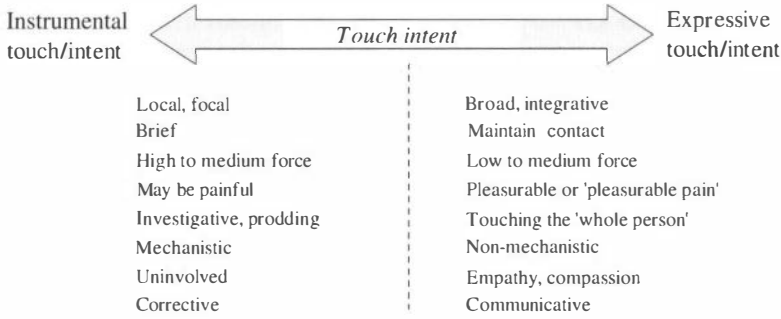 Instrumental
touch/intent
Touch intent
Expressive
touch/intent
Local, focal
Brief
High to medium force
May be painful
Investigative, prodding
Mechanistic
Uninvolved
Corrective
Broad, integrative
Maintain contact
Low to medium force
Pleasurable or 'pleasurable pain'
Touching the 'whole person'
Non-mechanistic
Empathy, compassion
Communicative